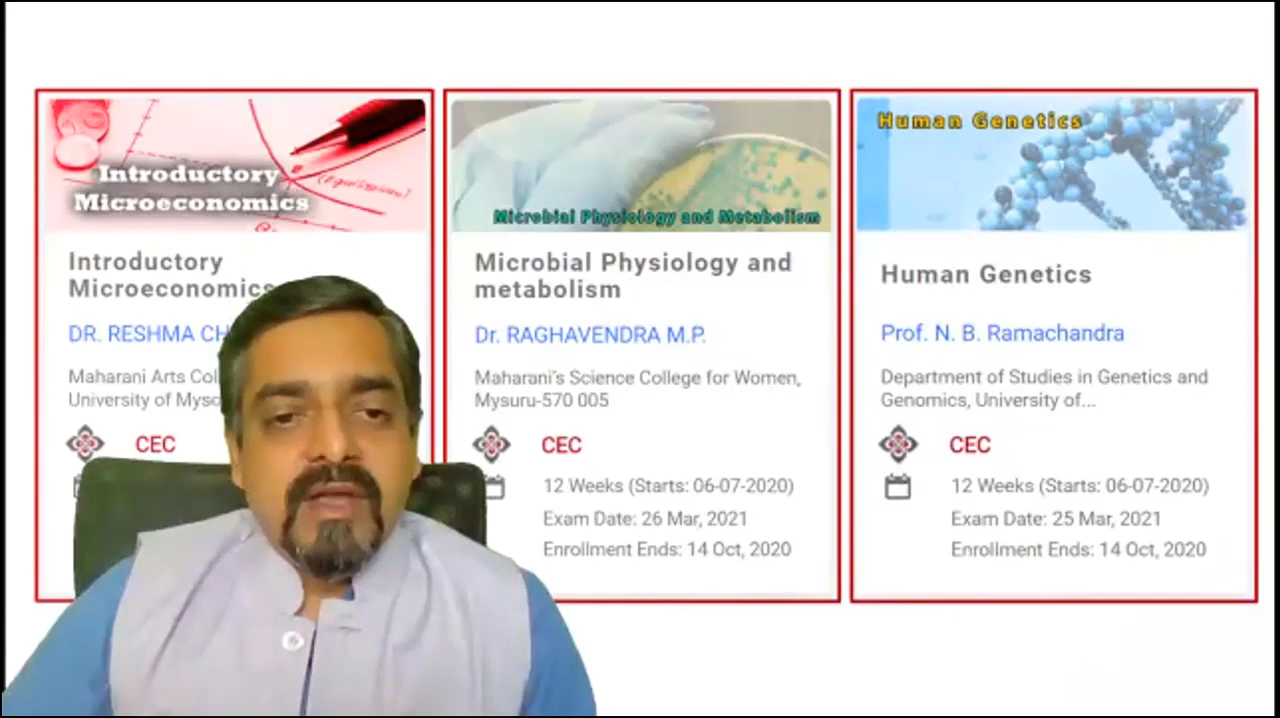 Introductory
Microeconomics
(Equilibrium)
Introductory
Microeconomics
DR. RESHMA
Maharani Arts
University of
CEC
Microbial Physiology and Metabolism
Microbial Physiology and
metabolism
Dr. RAGHAVENDRA M.P.
Maharani's Science College for Women,
Mysuru-570 005
CEC
12 Weeks (Starts: 06-07-2020)
Exam Date: 26 Mar, 2021
Enrollment Ends: 14 Oct, 2020
Human Genetics
Human Genetics
Prof. N. B. Ramachandra
Department of Studies in Genetics and
Genomics, University of...
CEC
12 Weeks (Starts: 06-07-2020)
Exam Date: 25 Mar, 2021
Enrollment Ends: 14 Oct, 2020